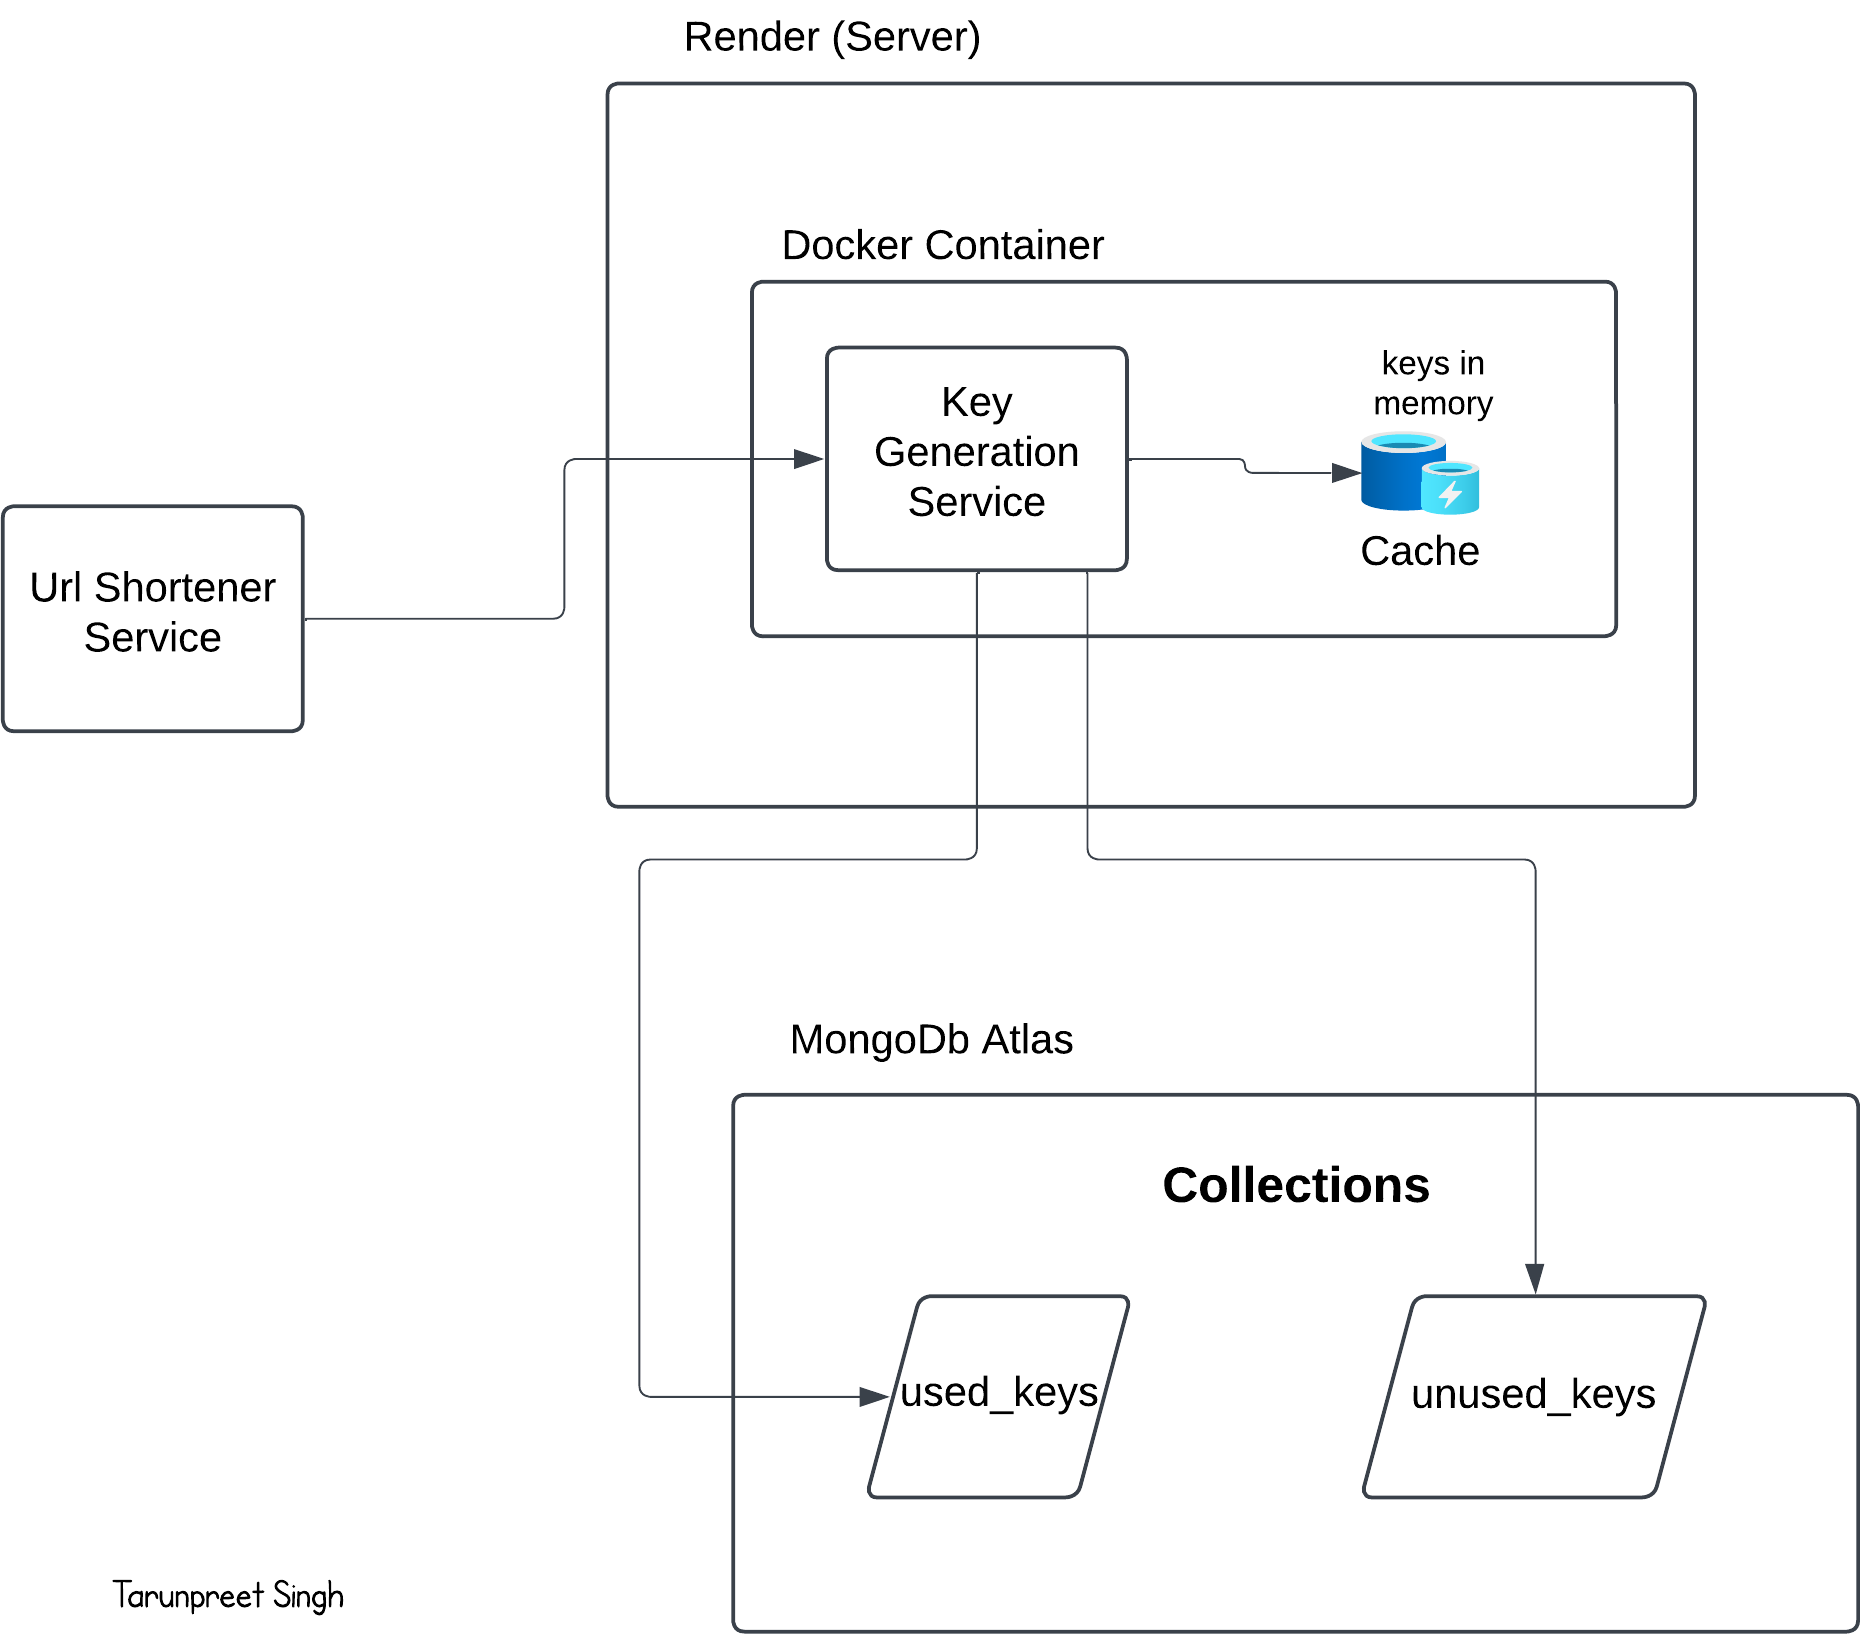 Render (Server)
Docker Container
keys in
memory
Key
Generation
Service
Cache
Url Shortener
Service
MongoDb Atlas
Collections
used_keys
unused_keys
Tarunpreet Singh